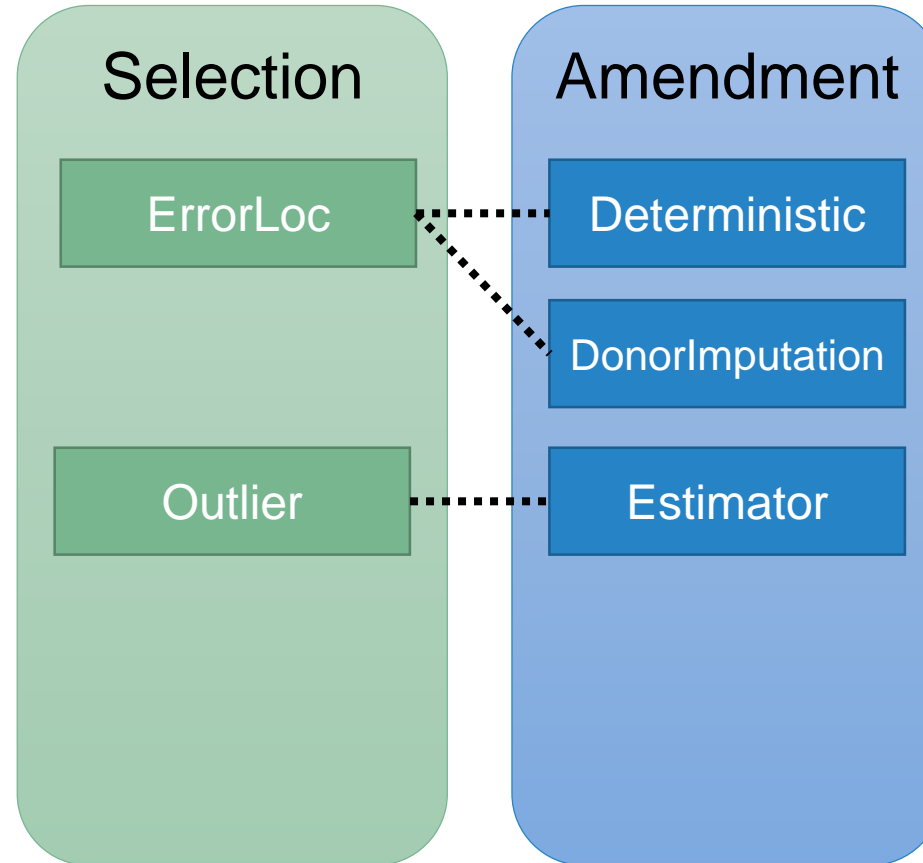 Selection
ErrorLoc
Outlier
Amendment
Deterministic
DonorImputation
Estimator